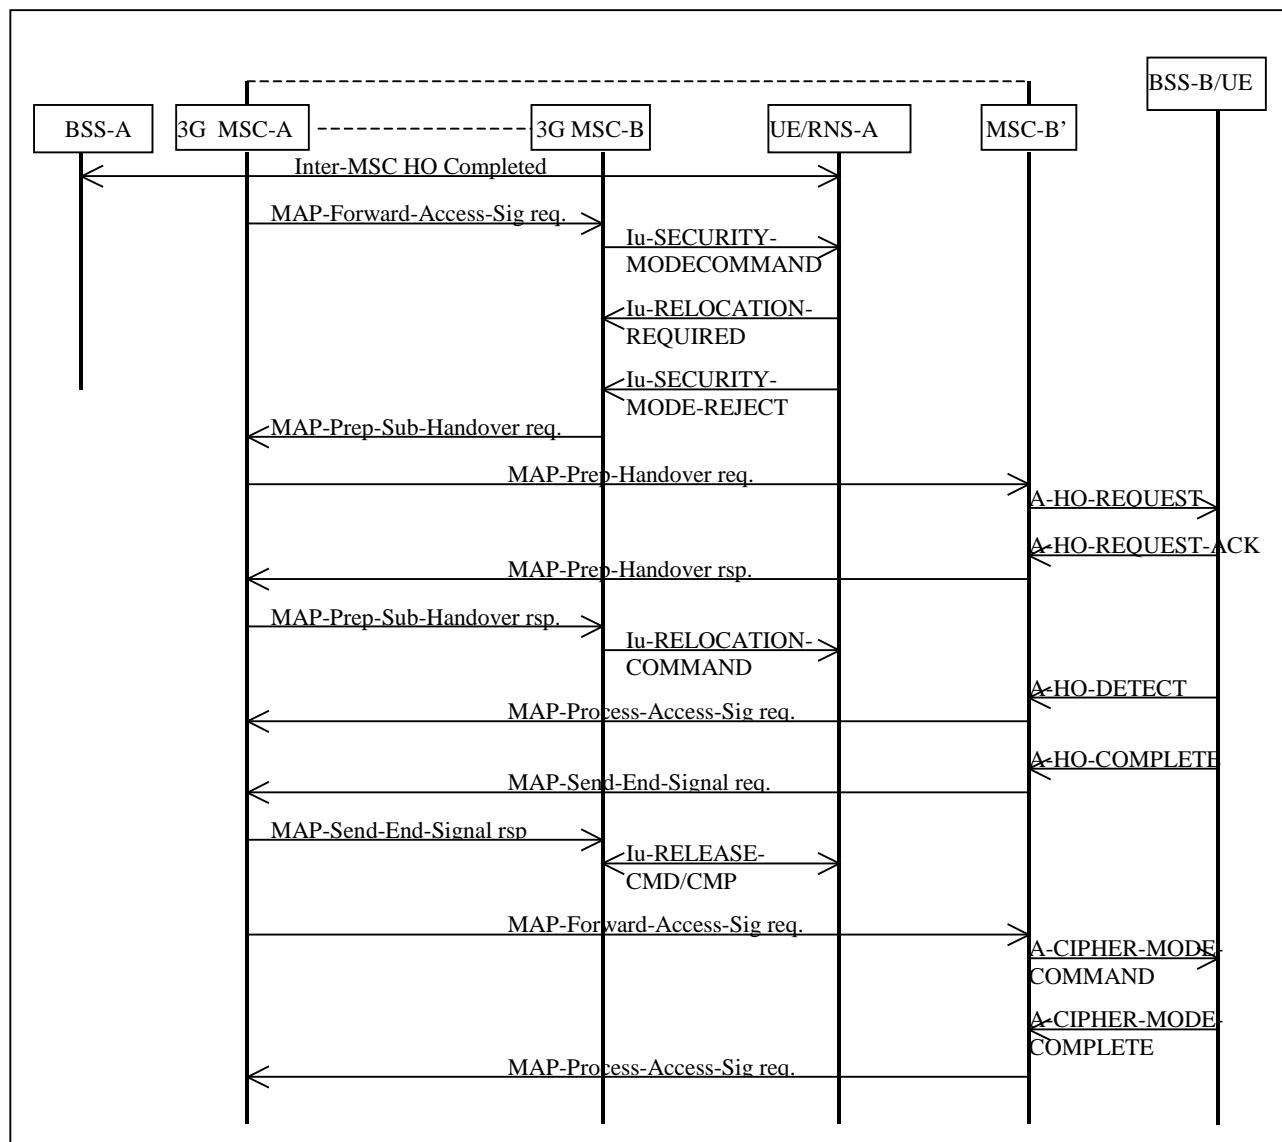 BSS-B/UE
BSS-A
3G MSC-A
3G MSC-B
UE/RNS-A
MSC-B’
Inter-MSC HO Completed
MAP-Forward-Access-Sig req.
Iu-SECURITY-
MODECOMMAND
Iu-RELOCATION-
REQUIRED
Iu-SECURITY-
MODE-REJECT
MAP-Prep-Sub-Handover req.
MAP-Prep-Handover req.
A-HO-REQUEST
A-HO-REQUEST-ACK
MAP-Prep-Handover rsp.
MAP-Prep-Sub-Handover rsp.
Iu-RELOCATION-
COMMAND
A-HO-DETECT
MAP-Process-Access-Sig req.
A-HO-COMPLETE
MAP-Send-End-Signal req.
MAP-Send-End-Signal rsp
Iu-RELEASE-
CMD/CMP
MAP-Forward-Access-Sig req.
A-CIPHER-MODE-
COMMAND
A-CIPHER-MODE-
COMPLETE
MAP-Process-Access-Sig req.